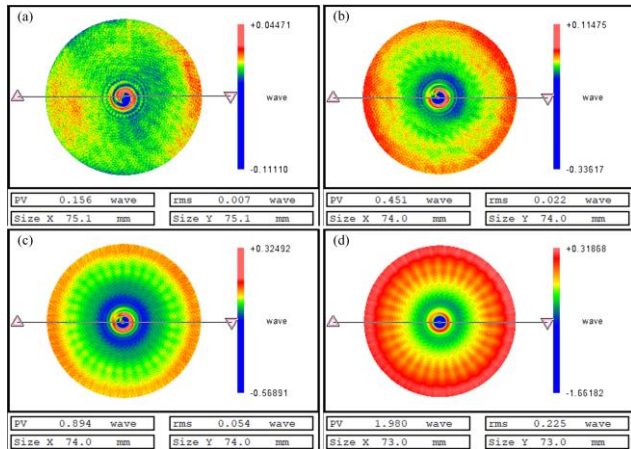 (a)
+0.04471
wave
-0.11110
PV 0.156 wave rms 0.007 wave
Size X 75.1 mm Size Y 75.1 mm
(b)
+0.11475
wave
-0.33617
PV 0.451 wave rms 0.022 wave
Size X 74.0 mm Size Y 74.0 mm
(c)
+0.32492
wave
-0.56891
PV 0.894 wave rms 0.054 wave
Size X 74.0 mm Size Y 74.0 mm
(d)
+0.31868
wave
-1.66182
PV 1.980 wave rms 0.225 wave
Size X 73.0 mm Size Y 73.0 mm